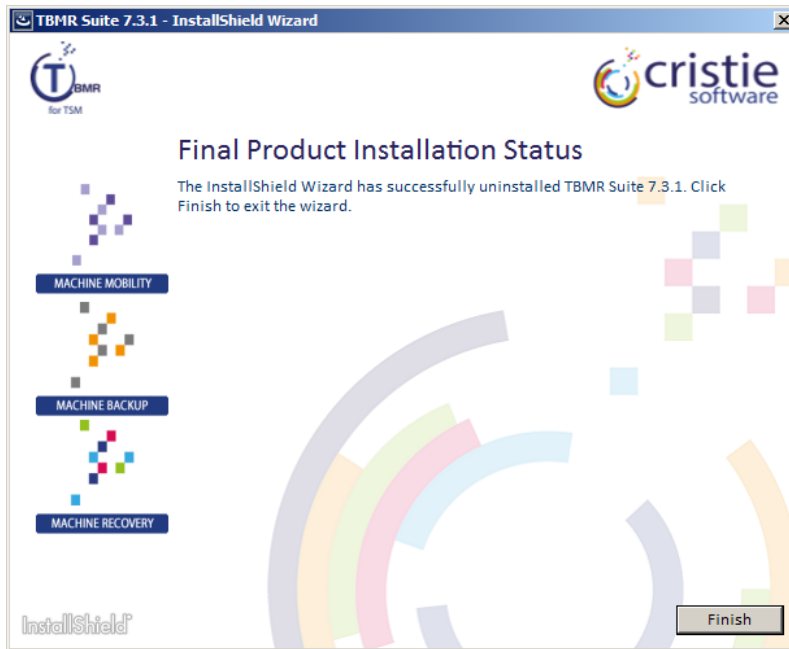 TBMR Suite 7.3.1 - InstallShield Wizard
TBMR
for TSM
cristie
software
Final Product Installation Status
The InstallShield Wizard has successfully uninstalled TBMR Suite 7.3.1. Click
Finish to exit the wizard.
MACHINE MOBILITY
MACHINE BACKUP
MACHINE RECOVERY
InstallShield®
Finish